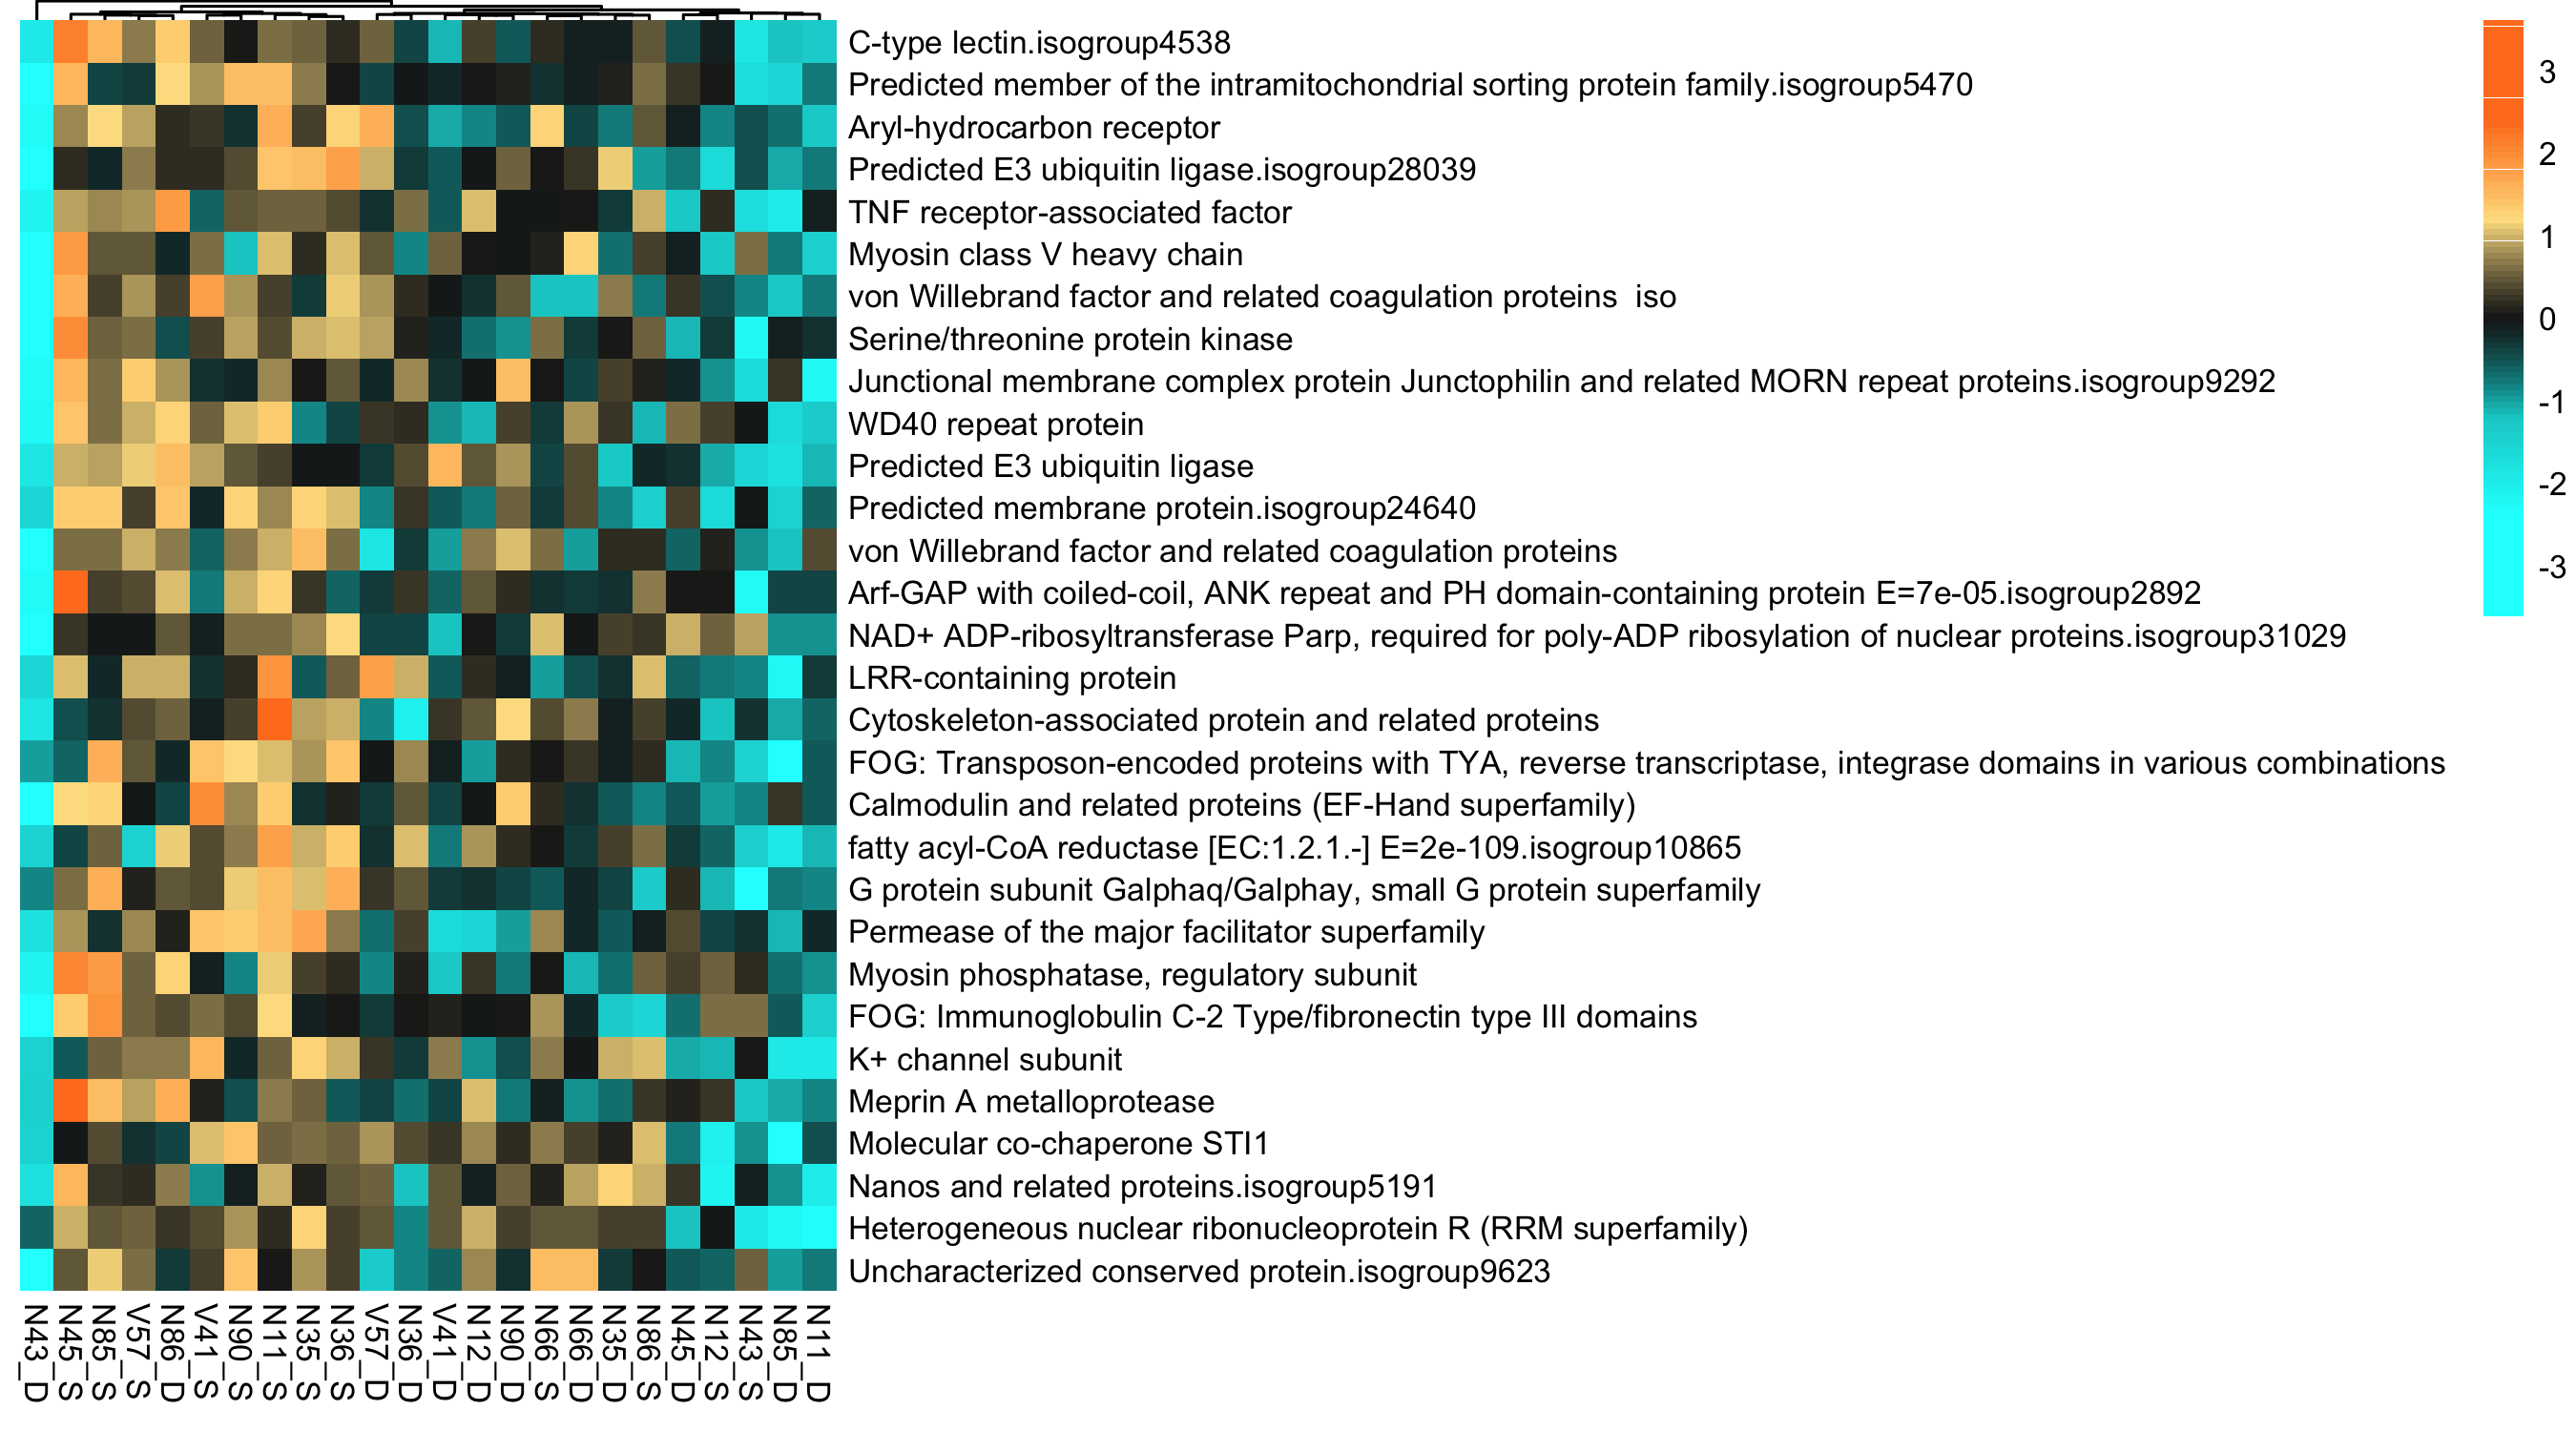 C-type lectin.isogroup4538
Predicted member of the intramitochondrial sorting protein family.isogroup5470
Aryl-hydrocarbon receptor
Predicted E3 ubiquitin ligase.isogroup28039
TNF receptor-associated factor
Myosin class V heavy chain
von Willebrand factor and related coagulation proteins  iso
Serine/threonine protein kinase
Junctional membrane complex protein Junctophilin and related MORN repeat proteins.isogroup9292
WD40 repeat protein
Predicted E3 ubiquitin ligase
Predicted membrane protein.isogroup24640
von Willebrand factor and related coagulation proteins
Arf-GAP with coiled-coil, ANK repeat and PH domain-containing protein E=7e-05.isogroup2892
NAD+ ADP-ribosyltransferase Parp, required for poly-ADP ribosylation of nuclear proteins.isogroup31029
LRR-containing protein
Cytoskeleton-associated protein and related proteins
FOG: Transposon-encoded proteins with TYA, reverse transcriptase, integrase domains in various combinations
Calmodulin and related proteins (EF-Hand superfamily)
fatty acyl-CoA reductase [EC:1.2.1.-] E=2e-109.isogroup10865
G protein subunit Galphaq/Galphay, small G protein superfamily
Permease of the major facilitator superfamily
Myosin phosphatase, regulatory subunit
FOG: Immunoglobulin C-2 Type/fibronectin type III domains
K+ channel subunit
Meprin A metalloprotease
Molecular co-chaperone STI1
Nanos and related proteins.isogroup5191
Heterogeneous nuclear ribonucleoprotein R (RRM superfamily)
Uncharacterized conserved protein.isogroup9623
N43_D
N45_S
N85_S
V57_S
N86_D
V41_S
N90_S
N11_S
N35_S
N36_S
V57_D
N36_D
V41_D
N12_D
N90_D
N66_S
N66_D
N35_D
N86_S
N45_D
N12_S
N43_S
N85_D
N11_D
3
2
1
0
-1
-2
-3